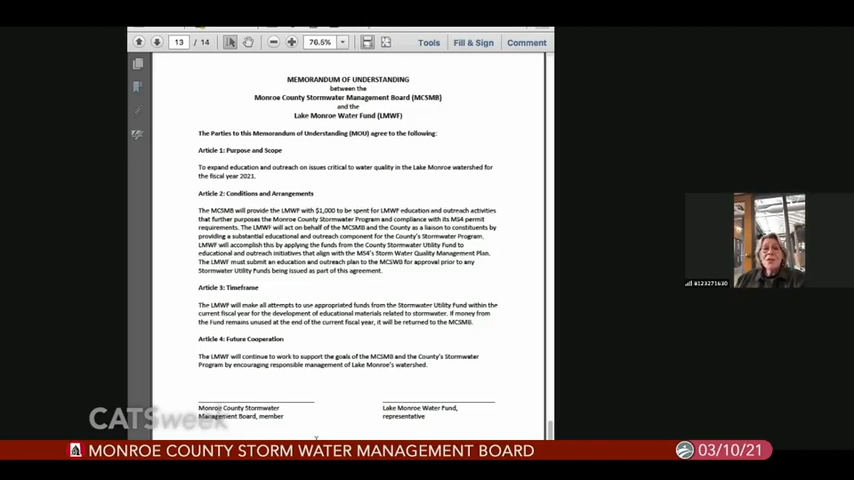 13 / 14
76.5%
Tools
Fill & Sign
Comment
MEMORANDUM OF UNDERSTANDING
between the
Monroe County Stormwater Management Board (MCSMB)
and the
Lake Monroe Water Fund (LMWF)
The Parties to this Memorandum of Understanding (MOU) agree to the following:
Article 1: Purpose and Scope
To expand education and outreach on issues critical to water quality in the Lake Monroe watershed for
the fiscal year 2021.
Article 2: Conditions and Arrangements
The MCSMB will provide the LMWF with $1,000 to be spent for LMWF education and outreach activities
that further purposes the Monroe County Stormwater Program and compliance with its MS4 permit
requirements. The LMWF will act on behalf of the MCSMB and the County as a liaison to constituents by
providing a substantial educational and outreach component for the County's Stormwater Program.
LMWF will accomplish this by applying the funds from the County Stormwater Utility Fund to
educational and outreach initiatives that align with the MS4's Storm Water Quality Management Plan.
The LMWF must submit an education and outreach plan to the MCSWB for approval prior to any
Stormwater Utility Funds being issued as part of this agreement.
Article 3: Timeframe
The LMWF will make all attempts to use appropriated funds from the Stormwater Utility Fund within the
current fiscal year for the development of educational materials related to stormwater. If money from
the Fund remains unused at the end of the current fiscal year, it will be returned to the MCSMB.
Article 4: Future Cooperation
The LMWF will continue to work to support the goals of the MCSMB and the County's Stormwater
Program by encouraging responsible management of Lake Monroe's watershed.
Monroe County Stormwater
Management Board, member
Lake Monroe Water Fund,
representative
8123271630
CATSweek
MONROE COUNTY STORM WATER MANAGEMENT BOARD
03/10/21